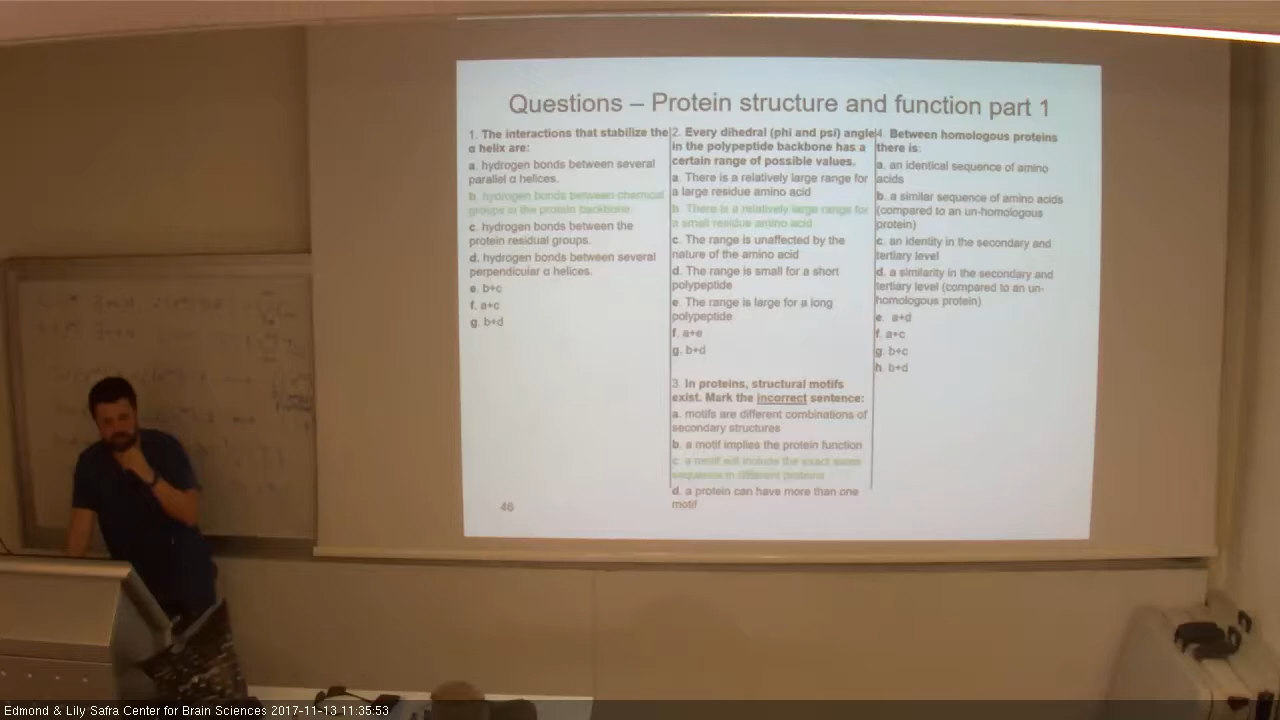 Questions – Protein structure and function part 1
1. The interactions that stabilize the
α helix are:
a. hydrogen bonds between several
parallel α helices.
b. hydrogen bonds between chemical
groups in the protein backbone.
c. hydrogen bonds between the
protein residual groups.
d. hydrogen bonds between several
perpendicular α helices.
e. b+c
f. a+c
g. b+d
2. Every dihedral (phi and psi) angle
in the polypeptide backbone has a
certain range of possible values.
a. There is a relatively large range for
a large residue amino acid
b. There is a relatively large range for
a small residue amino acid
c. The range is unaffected by the
nature of the amino acid
d. The range is small for a short
polypeptide
e. The range is large for a long
polypeptide
f. a+e
g. b+d
3. In proteins, structural motifs
exist. Mark the incorrect sentence:
a. motifs are different combinations of
secondary structures
b. a motif implies the protein function
c. a motif will include the exact same
sequence in different proteins
d. a protein can have more than one
motif
4. Between homologous proteins
there is:
a. an identical sequence of amino
acids
b. a similar sequence of amino acids
(compared to an un-homologous
protein)
c. an identity in the secondary and
tertiary level
d. a similarity in the secondary and
tertiary level (compared to an un-
homologous protein)
e. a+d
f. a+c
g. b+c
h. b+d
46
Edmond & Lily Safra Center for Brain Sciences 2017-11-13 11:35:53